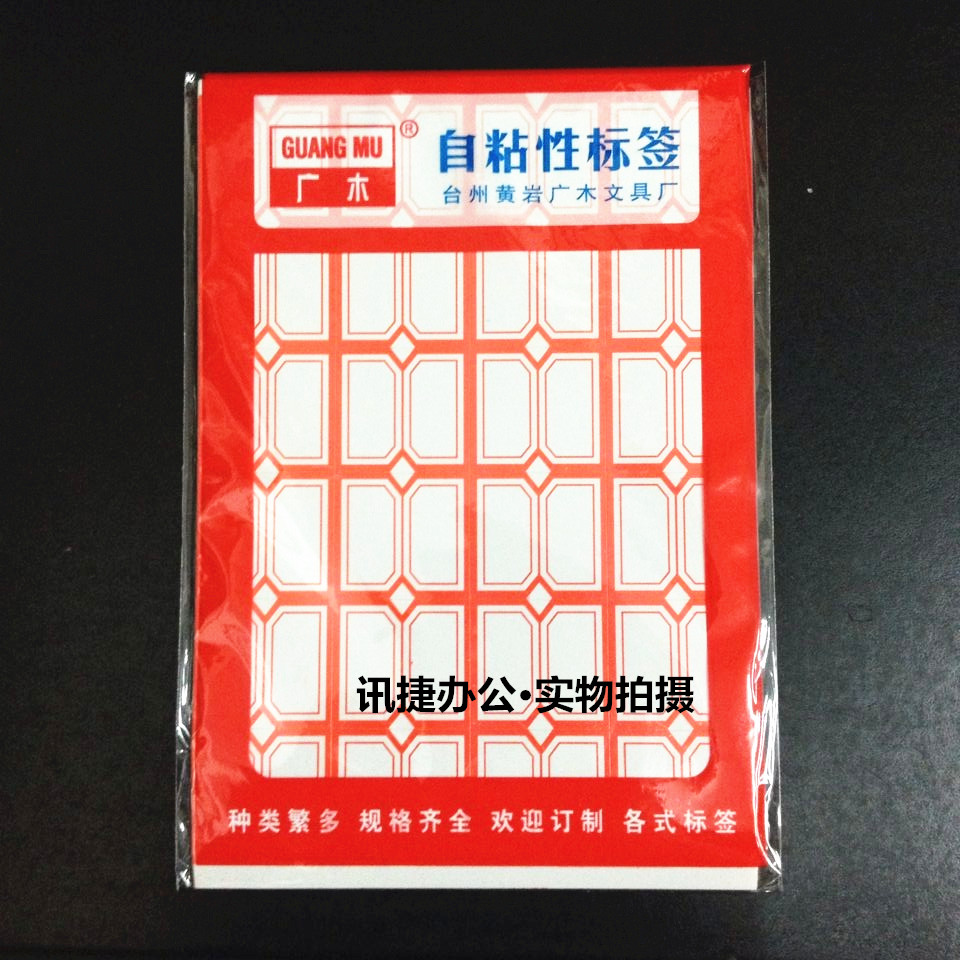 GUANG MU
®
广木
自粘性标签
台州黄岩广木文具厂
讯捷办公•实物拍摄
种类繁多 规格齐全 欢迎订制 各式标签